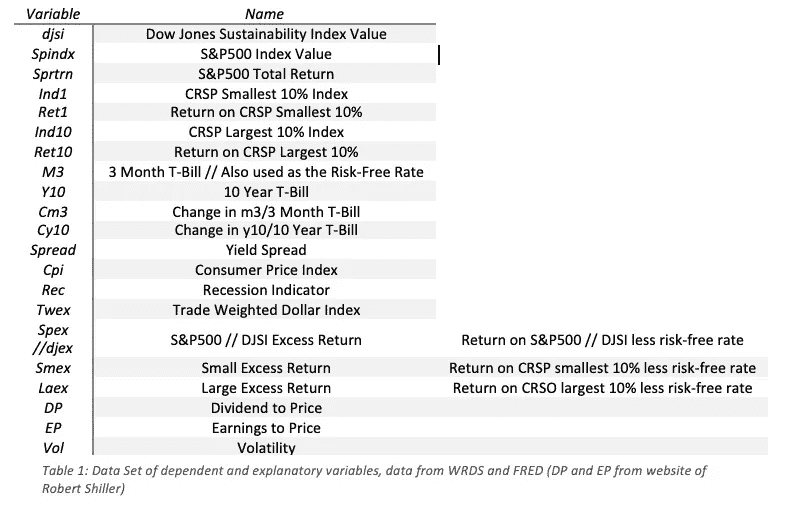 Variable Name
djsi Dow Jones Sustainability Index Value
Spindx S&P500 Index Value
Sprtrn S&P500 Total Return
Ind1 CRSP Smallest 10% Index
Ret1 Return on CRSP Smallest 10%
Ind10 CRSP Largest 10% Index
Ret10 Return on CRSP Largest 10%
M3 3 Month T-Bill // Also used as the Risk-Free Rate
Y10 10 Year T-Bill
Cm3 Change in m3/3 Month T-Bill
Cy10 Change in y10/10 Year T-Bill
Spread Yield Spread
Cpi Consumer Price Index
Rec Recession Indicator
Twex Trade Weighted Dollar Index
Spex
//djex S&P500 // DJSI Excess Return Return on S&P500 // DJSI less risk-free rate
Smex Small Excess Return Return on CRSP smallest 10% less risk-free rate
Laex Large Excess Return Return on CRSO largest 10% less risk-free rate
DP Dividend to Price
EP Earnings to Price
Vol Volatility
Table 1: Data Set of dependent and explanatory variables, data from WRDS and FRED (DP and EP from website of
Robert Shiller)